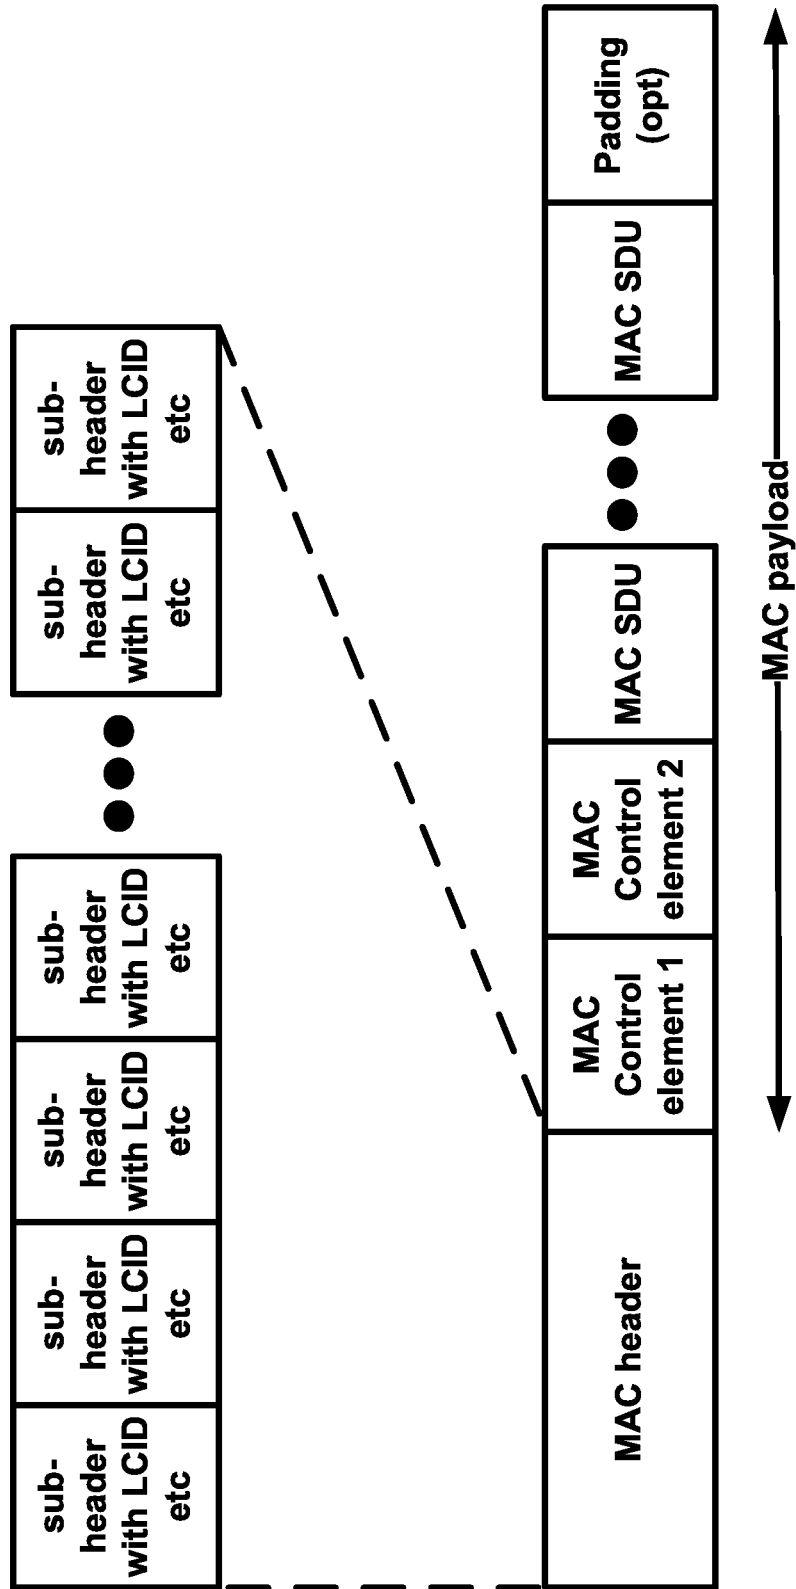 sub-
header
with LCID
etc
sub-
header
with LCID
etc
sub-
header
with LCID
etc
sub-
header
with LCID
etc
sub-
header
with LCID
etc
sub-
header
with LCID
etc
MAC header
MAC
Control
element 1
MAC
Control
element 2
MAC SDU
MAC SDU
Padding
(opt)
MAC payload